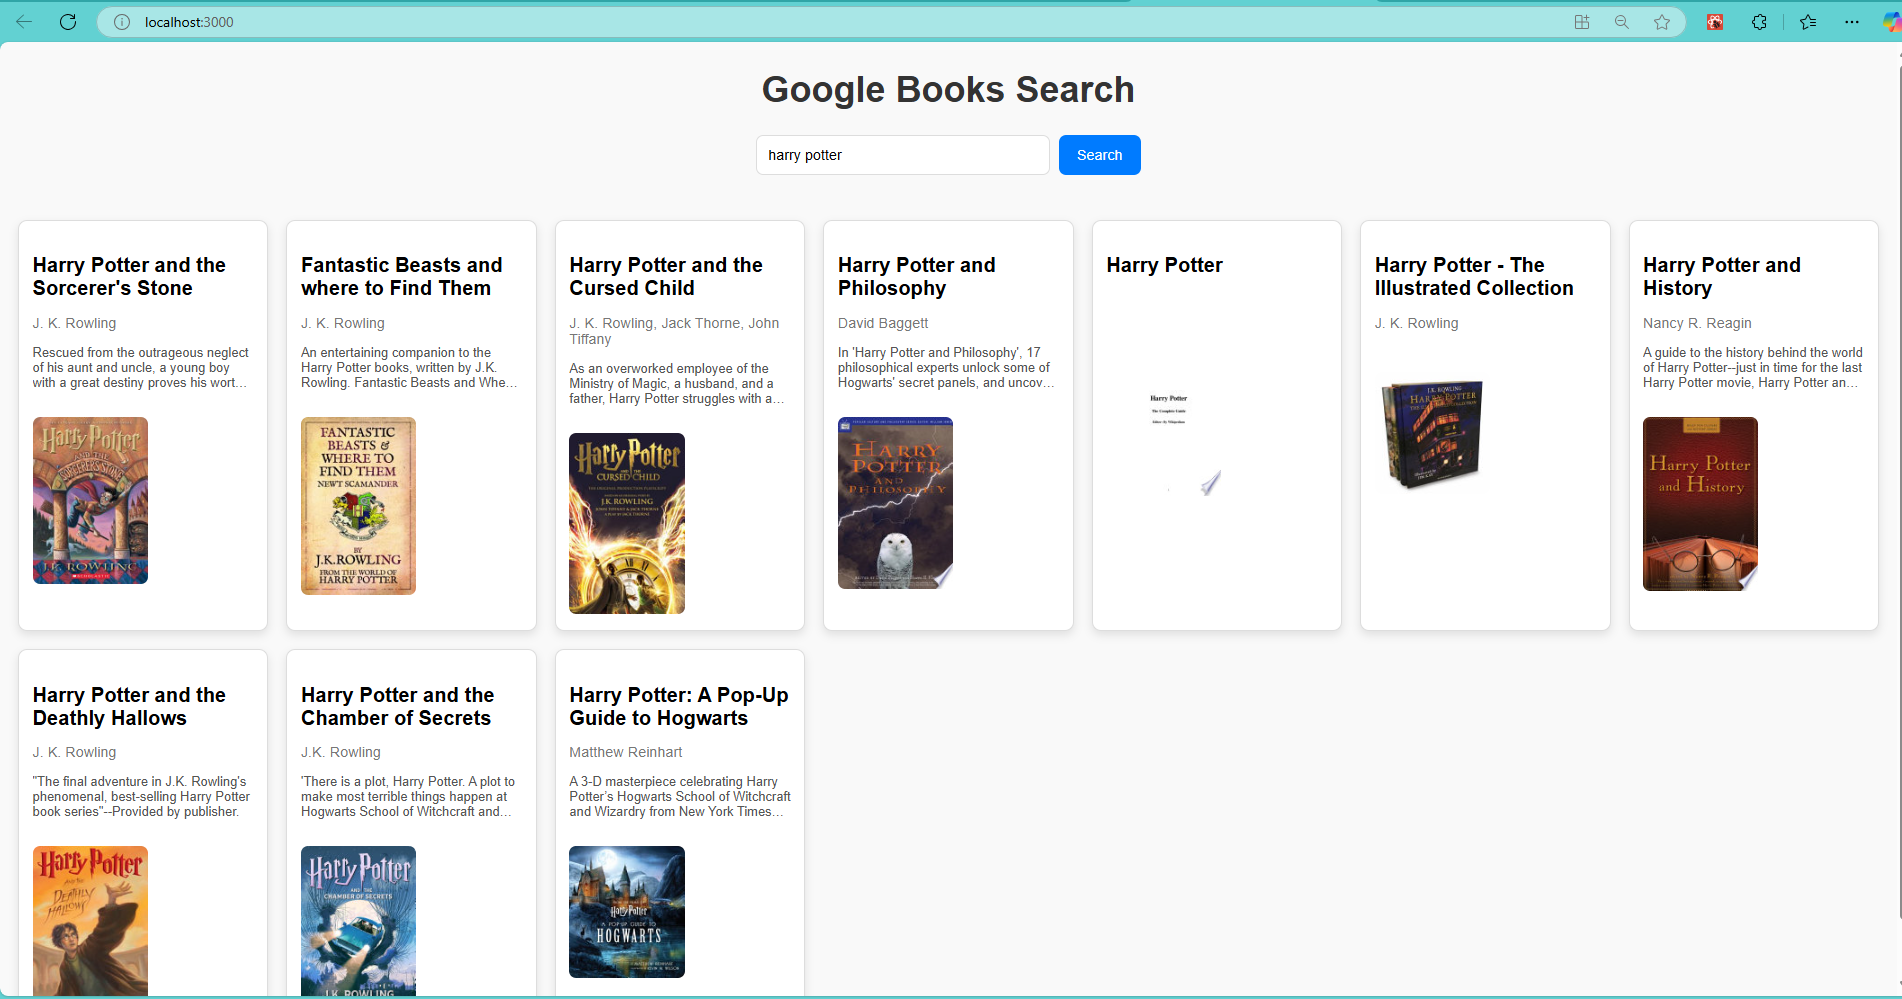 localhost:3000
Google Books Search
harry potter
Search
Harry Potter and the
Sorcerer's Stone
J. K. Rowling
Rescued from the outrageous neglect
of his aunt and uncle, a young boy
with a great destiny proves his wort...
Harry Potter
AND THE
SORCERER'S STONE
J.K. ROWLING
SCHOLASTIC
Fantastic Beasts and
where to Find Them
J. K. Rowling
An entertaining companion to the
Harry Potter books, written by J.K.
Rowling. Fantastic Beasts and Whe...
FANTASTIC
BEASTS &
WHERE TO
FIND THEM
NEWT SCAMANDER
BY
J.K.ROWLING
FROM THE WORLD OF
HARRY POTTER
Harry Potter and the
Cursed Child
J. K. Rowling, Jack Thorne, John
Tiffany
As an overworked employee of the
Ministry of Magic, a husband, and a
father, Harry Potter struggles with a...
Harry Potter
AND THE
CURSED CHILD
J.K. ROWLING
Harry Potter and
Philosophy
David Baggett
In 'Harry Potter and Philosophy', 17
philosophical experts unlock some of
Hogwarts' secret panels, and uncov...
HARRY
POTTER
AND
PHILOSOPHY
Harry Potter
Harry Potter
The Complete Guide
Harry Potter - The
Illustrated Collection
J. K. Rowling
J.K. ROWLING
HARRY POTTER
Harry Potter and
History
Nancy R. Reagin
A guide to the history behind the world
of Harry Potter--just in time for the last
Harry Potter movie, Harry Potter an...
Harry Potter
and History
Harry Potter and the
Deathly Hallows
J. K. Rowling
"The final adventure in J.K. Rowling's
phenomenal, best-selling Harry Potter
book series"--Provided by publisher.
Harry Potter
AND THE
DEATHLY
HALLOWS
Harry Potter and the
Chamber of Secrets
J.K. Rowling
'There is a plot, Harry Potter. A plot to
make most terrible things happen at
Hogwarts School of Witchcraft and...
Harry Potter
AND THE
CHAMBER OF SECRETS
J.K. ROWLING
Harry Potter: A Pop-Up
Guide to Hogwarts
Matthew Reinhart
A 3-D masterpiece celebrating Harry
Potter’s Hogwarts School of Witchcraft
and Wizardry from New York Times...
Harry Potter
A POP-UP GUIDE TO
HOGWARTS